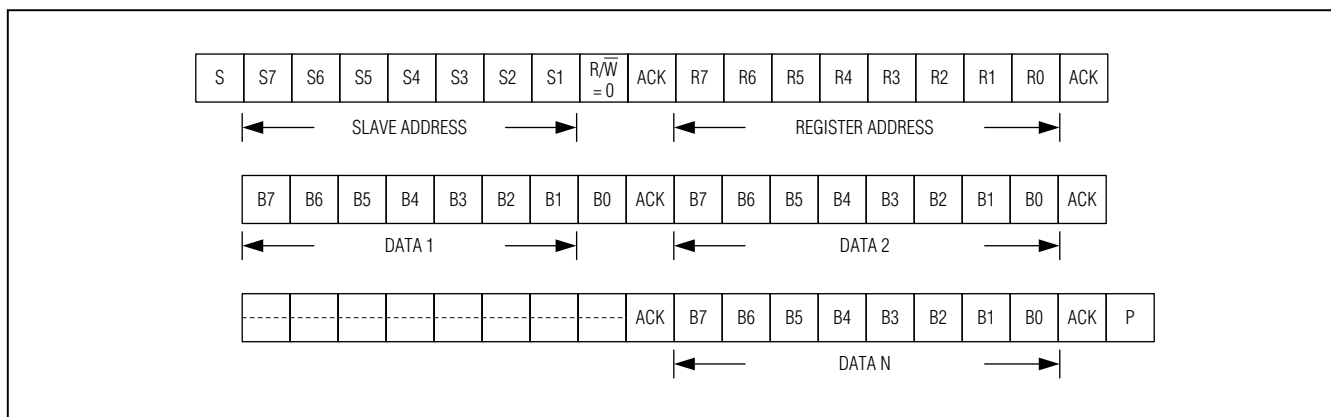 S S7 S6 S5 S4 S3 S2 S1 R/W̅ = 0 ACK R7 R6 R5 R4 R3 R2 R1 R0 ACK
SLAVE ADDRESS REGISTER ADDRESS
B7 B6 B5 B4 B3 B2 B1 B0 ACK B7 B6 B5 B4 B3 B2 B1 B0 ACK
DATA 1 DATA 2
ACK B7 B6 B5 B4 B3 B2 B1 B0 ACK P
DATA N